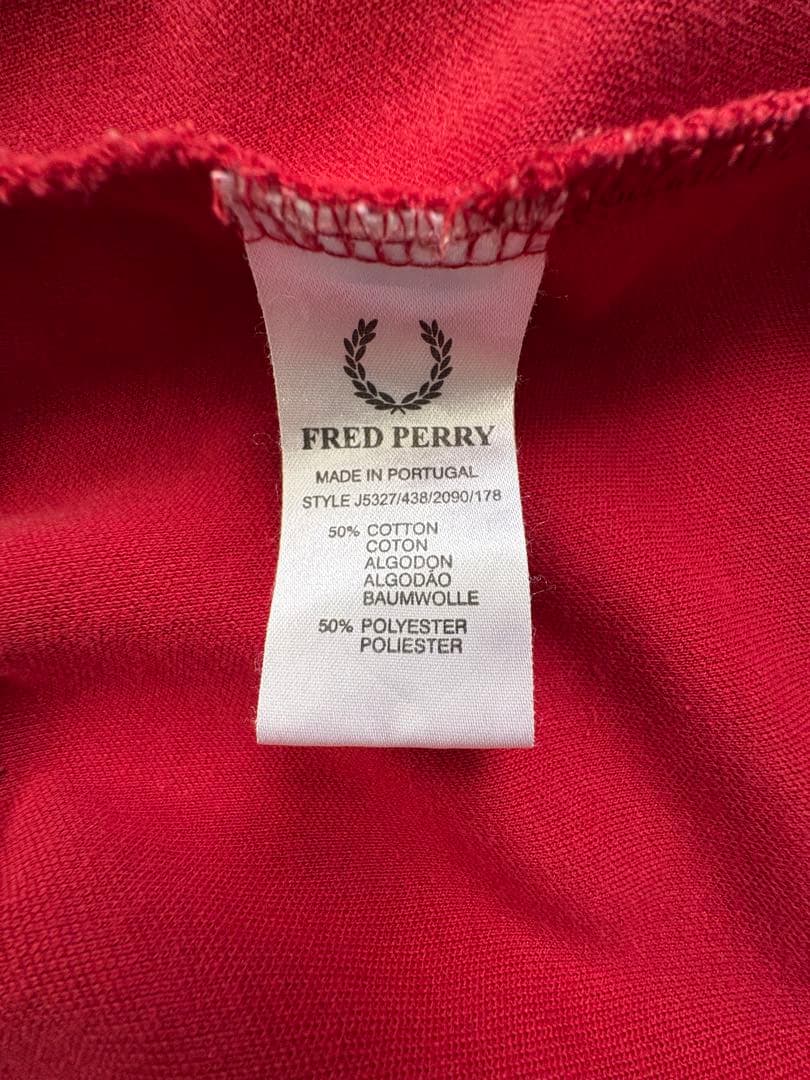 FRED PERRY
MADE IN PORTUGAL
STYLE J5327/438/2090/178
50% COTTON
COTON
ALGODON
ALGODÃO
BAUMWOLLE
50% POLYESTER
POLIESTER